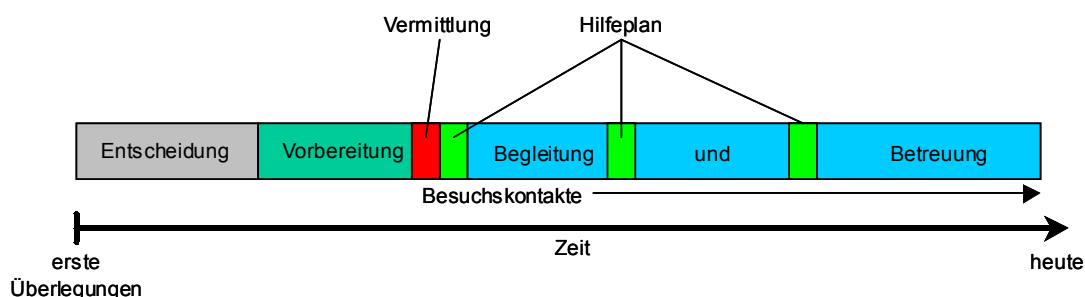 Vermittlung
Hilfeplan
Entscheidung
Vorbereitung
Begleitung
und
Betreuung
Besuchskontakte
Zeit
erste
Überlegungen
heute